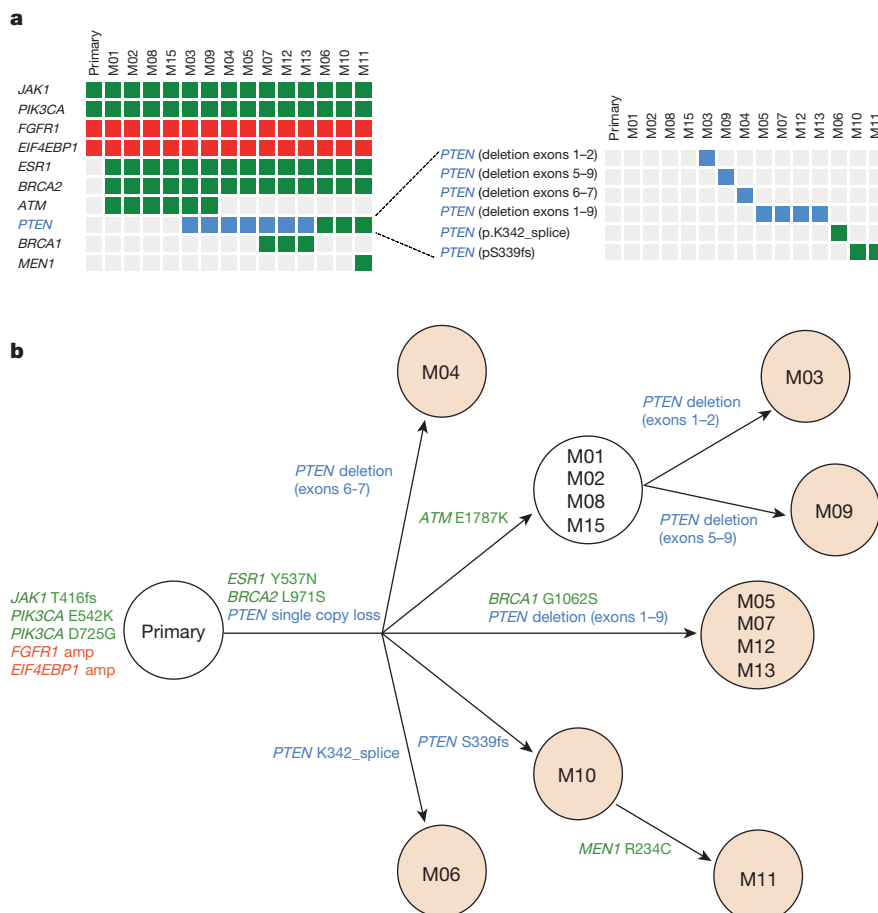 a
Primary M01 M02 M08 M15 M03 M09 M04 M05 M07 M12 M13 M06 M10 M11
JAK1
PIK3CA
FGFR1
EIF4EBP1
ESR1
BRCA2
ATM
PTEN
BRCA1
MEN1
Primary M01 M02 M08 M15 M03 M09 M04 M05 M07 M12 M13 M06 M10 M11
PTEN (deletion exons 1–2)
PTEN (deletion exons 5–9)
PTEN (deletion exons 6–7)
PTEN (deletion exons 1–9)
PTEN (p.K342_splice)
PTEN (pS339fs)
b
M04
M03
PTEN deletion
(exons 1–2)
PTEN deletion
(exons 6-7)
M01
M02
M08
M15
ATM E1787K
M09
PTEN deletion
(exons 5–9)
JAK1 T416fs
PIK3CA E542K
PIK3CA D725G
FGFR1 amp
EIF4EBP1 amp
Primary
ESR1 Y537N
BRCA2 L971S
PTEN single copy loss
BRCA1 G1062S
PTEN deletion (exons 1–9)
M05
M07
M12
M13
PTEN K342_splice
PTEN S339fs
M10
MEN1 R234C
M06
M11